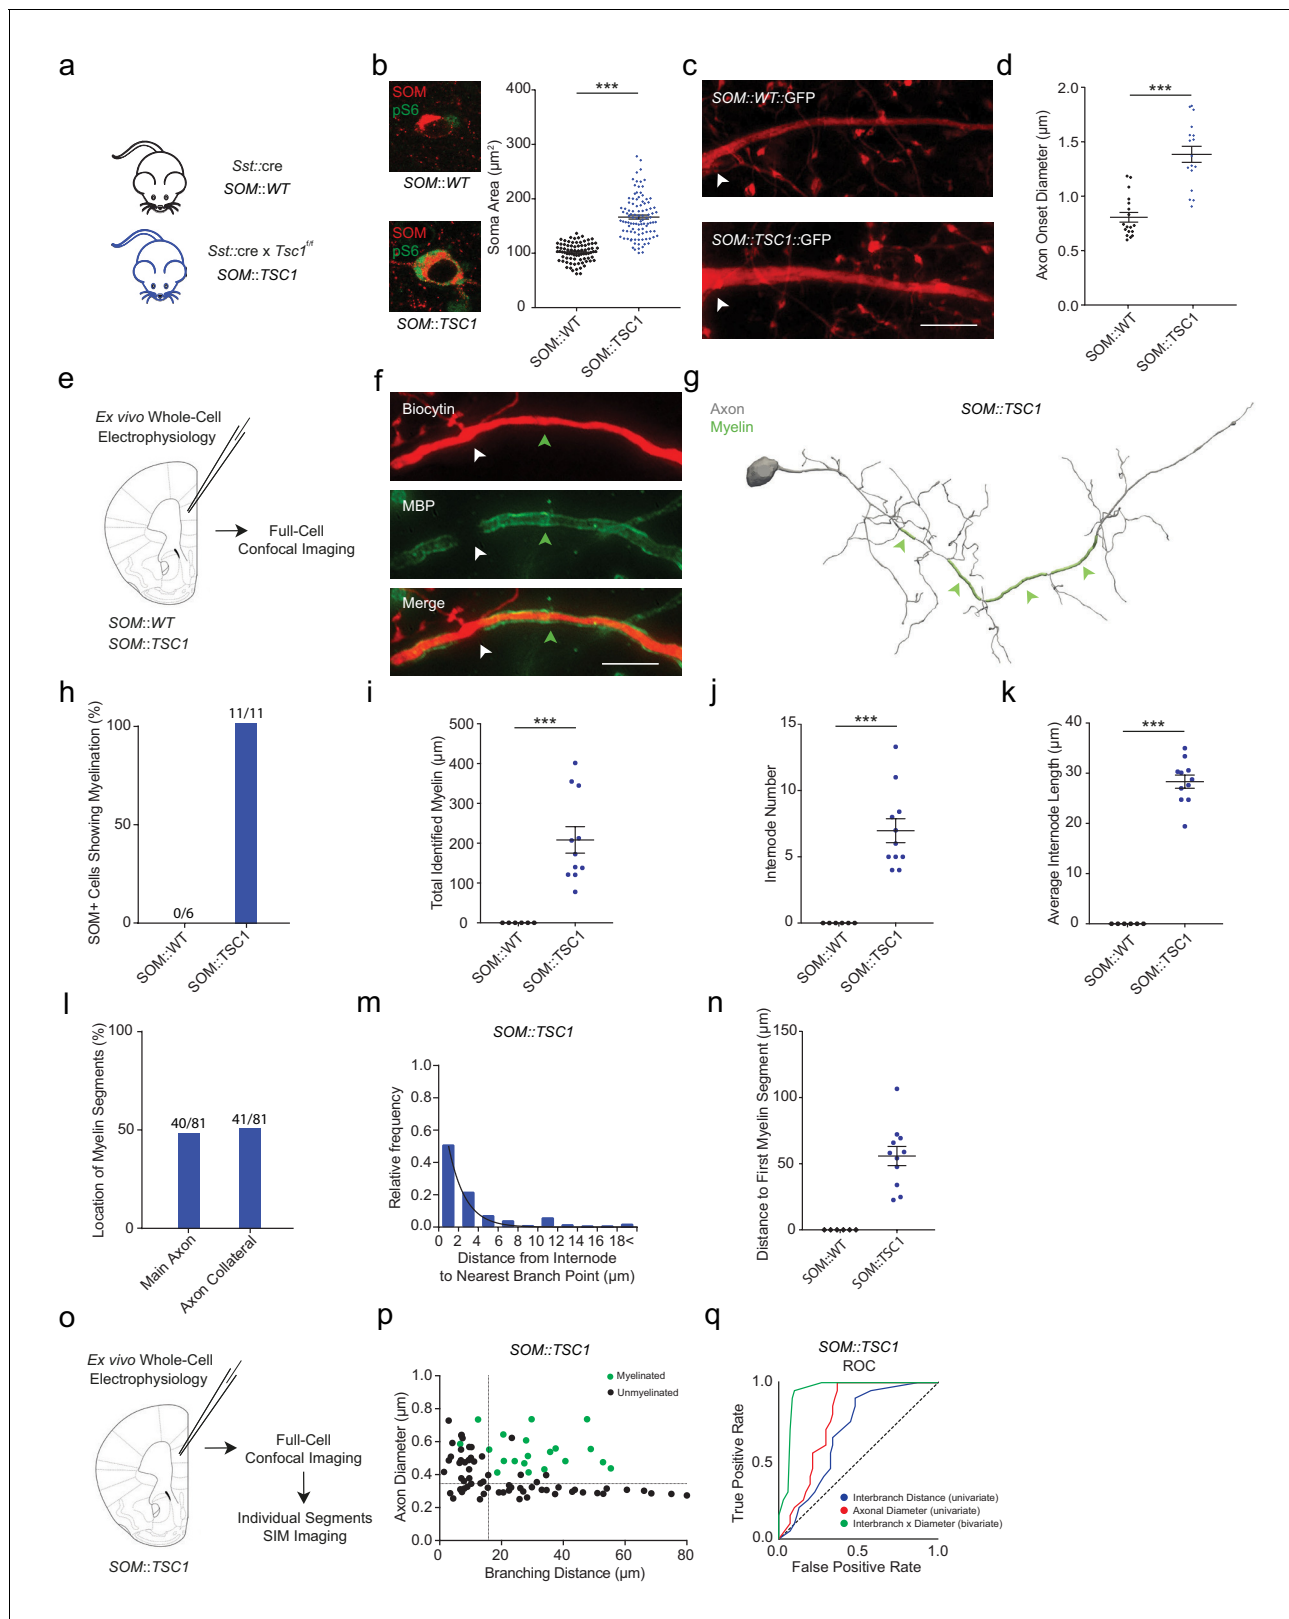 a
Sst::cre
SOM::WT
Sst::cre x Tsc1f/f
SOM::TSC1
b
SOM
pS6
SOM::WT
SOM
pS6
SOM::TSC1
Soma Area (µm2)
400
300
200
100
0
***
SOM::WT
SOM::TSC1
c
SOM::WT::GFP
SOM::TSC1::GFP
d
Axon Onset Diameter (µm)
2.0
1.5
1.0
0.5
0.0
***
SOM::WT
SOM::TSC1
e
Ex vivo Whole-Cell
Electrophysiology
Full-Cell
Confocal Imaging
SOM::WT
SOM::TSC1
f
Biocytin
MBP
Merge
g
Axon
Myelin
SOM::TSC1
h
SOM+ Cells Showing Myelination (%)
100
50
0
0/6
11/11
SOM::WT
SOM::TSC1
i
Total Identified Myelin (µm)
500
400
300
200
100
0
***
SOM::WT
SOM::TSC1
j
Internode Number
15
10
5
0
***
SOM::WT
SOM::TSC1
k
Average Internode Length (µm)
40
30
20
10
0
***
SOM::WT
SOM::TSC1
l
Location of Myelin Segments (%)
100
50
0
40/81
41/81
Main Axon
Axon Collateral
m
SOM::TSC1
Relative frequency
1.0
0.8
0.6
0.4
0.2
0.0
0 2 4 6 8 10 12 14 16 18<
Distance from Internode
to Nearest Branch Point (µm)
n
Distance to First Myelin Segment (µm)
150
100
50
0
SOM::WT
SOM::TSC1
o
Ex vivo Whole-Cell
Electrophysiology
Full-Cell
Confocal Imaging
Individual Segments
SIM Imaging
SOM::TSC1
p
SOM::TSC1
Myelinated
Unmyelinated
Axon Diameter (µm)
1.0
0.8
0.6
0.4
0.2
0.0
0 20 40 60 80
Branching Distance (µm)
q
SOM::TSC1
ROC
True Positive Rate
1.0
0.5
0.0
Interbranch Distance (univariate)
Axonal Diameter (univariate)
Interbranch x Diameter (bivariate)
0.0 0.5 1.0
False Positive Rate